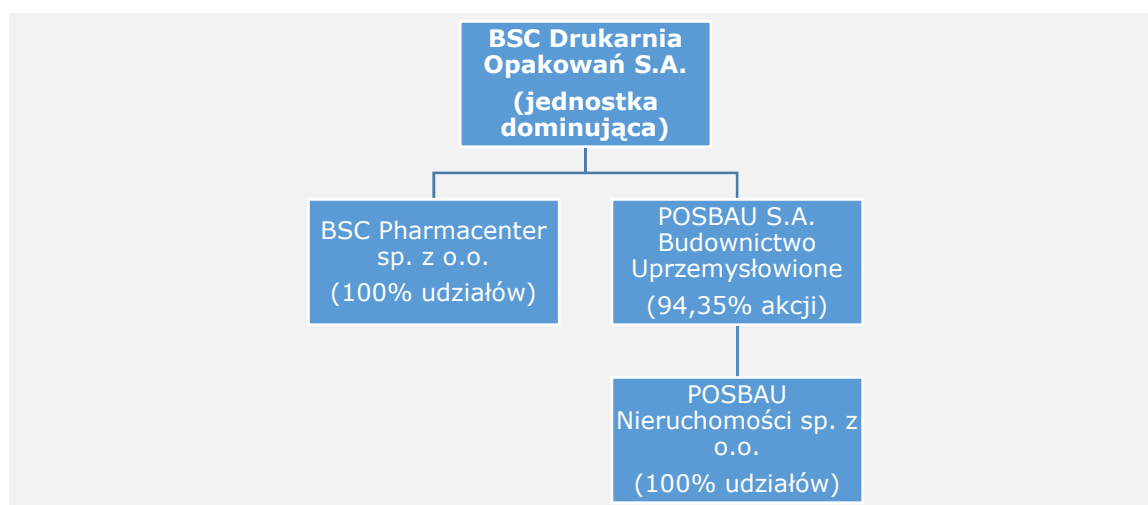 BSC Drukarnia
Opakowań S.A.
(jednostka
dominująca)
BSC Pharmacenter
sp. z o.o.
(100% udziałów)
POSBAU S.A.
Budownictwo
Uprzemysłowione
(94,35% akcji)
POSBAU
Nieruchomości sp. z
o.o.
(100% udziałów)